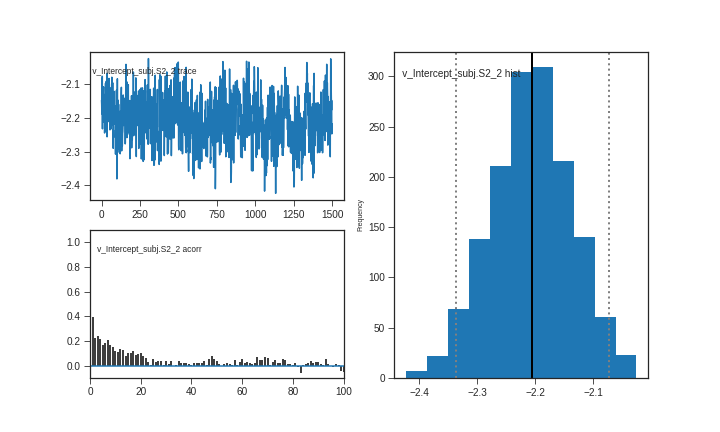 v_Intercept_subj.S2_2 trace
−2.1
−2.2
−2.3
−2.4
0 250 500 750 1000 1250 1500
v_Intercept_subj.S2_2 acorr
1.0
0.8
0.6
0.4
0.2
0.0
0 20 40 60 80 100
v_Intercept_subj.S2_2 hist
Frequency
300
250
200
150
100
50
0
−2.4 −2.3 −2.2 −2.1